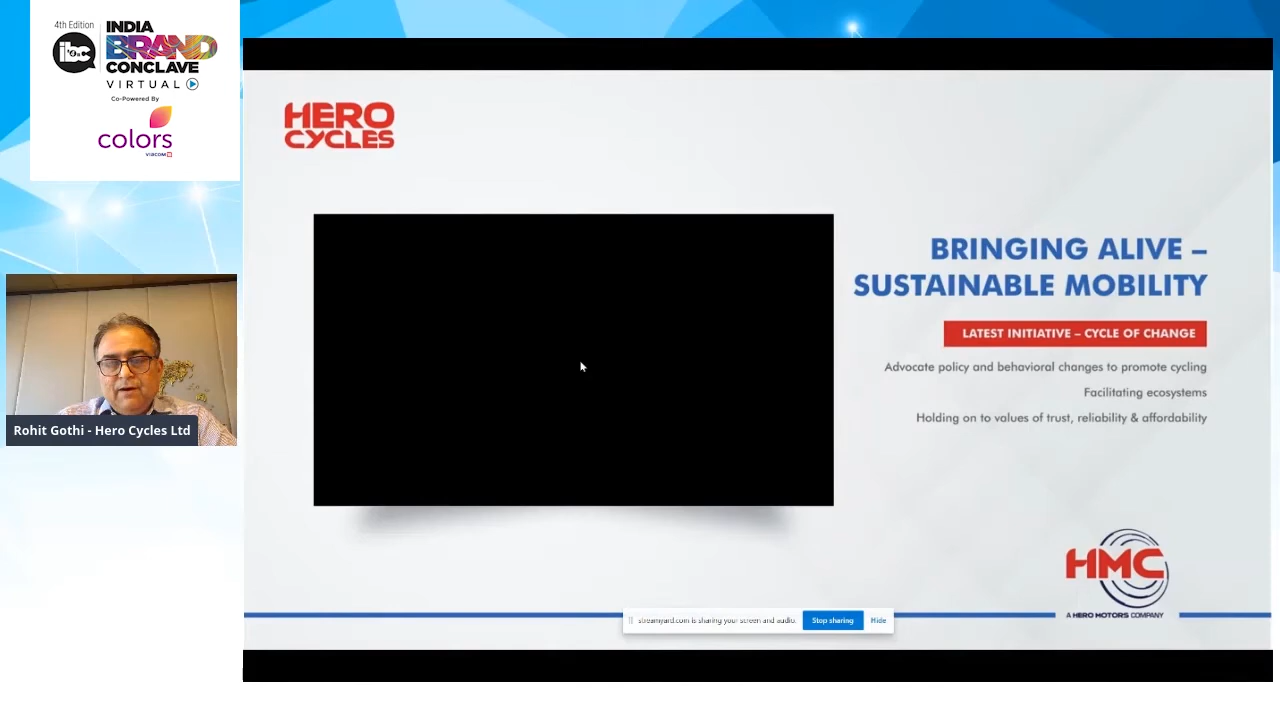 4th Edition
INDIA
BRAND
CONCLAVE
VIRTUAL
ibc
Co-Powered By
colors
VIACOM18
Rohit Gothi - Hero Cycles Ltd
HERO
CYCLES
BRINGING ALIVE –
SUSTAINABLE MOBILITY
LATEST INITIATIVE – CYCLE OF CHANGE
Advocate policy and behavioral changes to promote cycling
Facilitating ecosystems
Holding on to values of trust, reliability & affordability
HMC
A HERO MOTORS COMPANY
streamyard.com is sharing your screen and audio.
Stop sharing
Hide